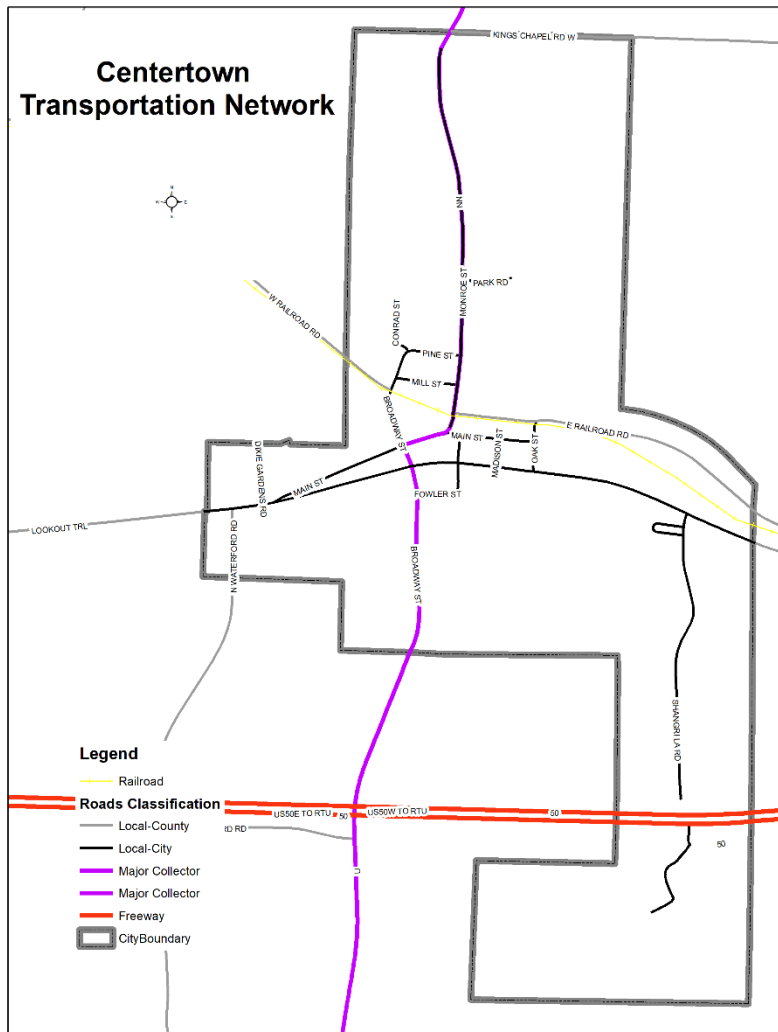 KINGS CHAPEL RD W
Centertown
Transportation Network
N
W
E
S
NN
MONROE ST
PARK RD
W RAILROAD RD
CONRAD ST
PINE ST
MILL ST
BROADWAY ST
MAIN ST
MADISON ST
OAK ST
E RAILROAD RD
DIXIE GARDENS RD
MAIN ST
FOWLER ST
LOOKOUT TRL
N WATERFORD RD
BROADWAY ST
SHANGRI LA RD
Legend
Railroad
Roads Classification
Local-County
Local-City
Major Collector
Major Collector
Freeway
CityBoundary
US50E TO RTU
50
US50W TO RTU
50
50
RD
U